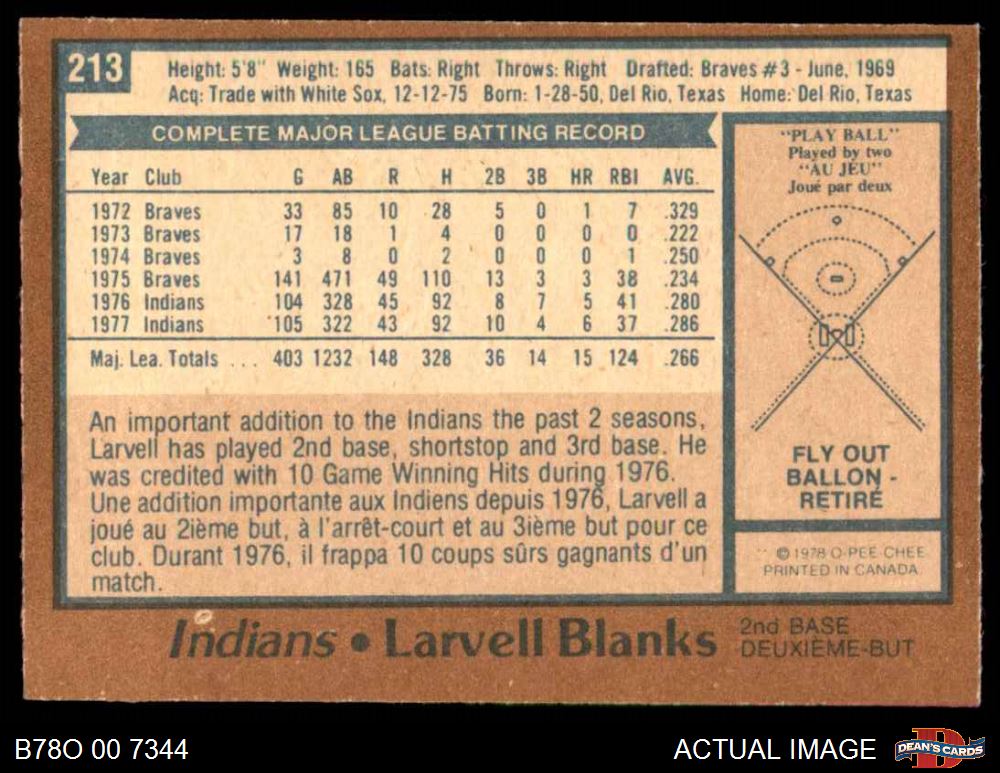 213
Height: 5'8" Weight: 165 Bats: Right Throws: Right Drafted: Braves #3 - June, 1969
Acq: Trade with White Sox, 12-12-75 Born: 1-28-50, Del Rio, Texas Home: Del Rio, Texas
COMPLETE MAJOR LEAGUE BATTING RECORD
Year Club G AB R H 2B 3B HR RBI AVG.
1972 Braves 33 85 10 28 5 0 1 7 .329
1973 Braves 17 18 1 4 0 0 0 0 .222
1974 Braves 3 8 0 2 0 0 0 1 .250
1975 Braves 141 471 49 110 13 3 3 38 .234
1976 Indians 104 328 45 92 8 7 5 41 .280
1977 Indians 105 322 43 92 10 4 6 37 .286
Maj. Lea. Totals ... 403 1232 148 328 36 14 15 124 .266
An important addition to the Indians the past 2 seasons,
Larvell has played 2nd base, shortstop and 3rd base. He
was credited with 10 Game Winning Hits during 1976.
Une addition importante aux Indiens depuis 1976, Larvell a
joué au 2ième but, à l'arrêt-court et au 3ième but pour ce
club. Durant 1976, il frappa 10 coups sûrs gagnants d'un
match.
"PLAY BALL"
Played by two
"AU JEU"
Joué par deux
FLY OUT
BALLON -
RETIRÉ
© 1978 O-PEE-CHEE
PRINTED IN CANADA
Indians • Larvell Blanks
2nd BASE
DEUXIÈME-BUT
B78O 00 7344
ACTUAL IMAGE
DEAN'S CARDS